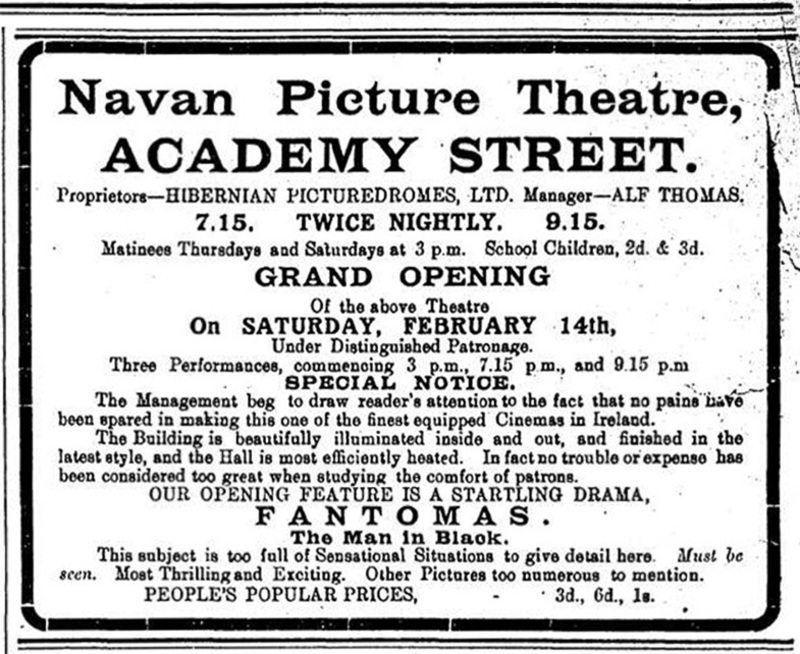 Navan Picture Theatre,
ACADEMY STREET.
Proprietors—HIBERNIAN PICTUREDROMES, LTD. Manager—ALF THOMAS.
7.15. TWICE NIGHTLY. 9.15.
Matinees Thursdays and Saturdays at 3 p.m. School Children, 2d. & 3d.
GRAND OPENING
Of the above Theatre
On SATURDAY, FEBRUARY 14th,
Under Distinguished Patronage.
Three Performances, commencing 3 p.m., 7.15 p.m., and 9.15 p.m
SPECIAL NOTICE.
The Management beg to draw reader's attention to the fact that no pains have
been spared in making this one of the finest equipped Cinemas in Ireland.
The Building is beautifully illuminated inside and out, and finished in the
latest style, and the Hall is most efficiently heated. In fact no trouble or expense has
been considered too great when studying the comfort of patrons.
OUR OPENING FEATURE IS A STARTLING DRAMA,
FANTOMAS.
The Man in Black.
This subject is too full of Sensational Situations to give detail here. Must be
seen. Most Thrilling and Exciting. Other Pictures too numerous to mention.
PEOPLE'S POPULAR PRICES, - 3d., 6d., 1s.